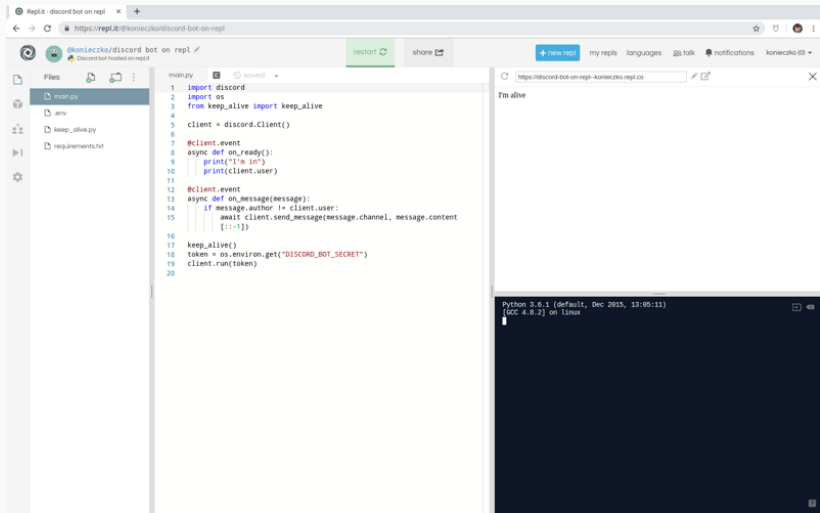 Repl.it - discord bot on repl
https://repl.it/@konieczko/discord-bot-on-repl
@konieczko/discord bot on repl
Discord bot hosted on repl.it
restart
share
+ new repl
my repls
languages
talk
notifications
konieczko
Files
main.py
.env
keep_alive.py
requirements.txt
main.py
saved
1 import discord
2 import os
3 from keep_alive import keep_alive
4
5 client = discord.Client()
6
7 @client.event
8 async def on_ready():
9 print("I'm in")
10 print(client.user)
11
12 @client.event
13 async def on_message(message):
14 if message.author != client.user:
15 await client.send_message(message.channel, message.content
[::-1])
16
17 keep_alive()
18 token = os.environ.get("DISCORD_BOT_SECRET")
19 client.run(token)
20
https://discord-bot-on-repl--konieczko.repl.co
I'm alive
Python 3.6.1 (default, Dec 2015, 13:05:11)
[GCC 4.8.2] on linux